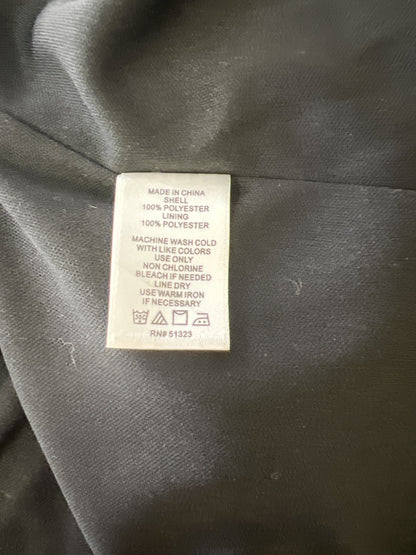 MADE IN CHINA
SHELL
100% POLYESTER
LINING
100% POLYESTER
MACHINE WASH COLD
WITH LIKE COLORS
USE ONLY
NON CHLORINE
BLEACH IF NEEDED
LINE DRY
USE WARM IRON
IF NECESSARY
RN# 51323